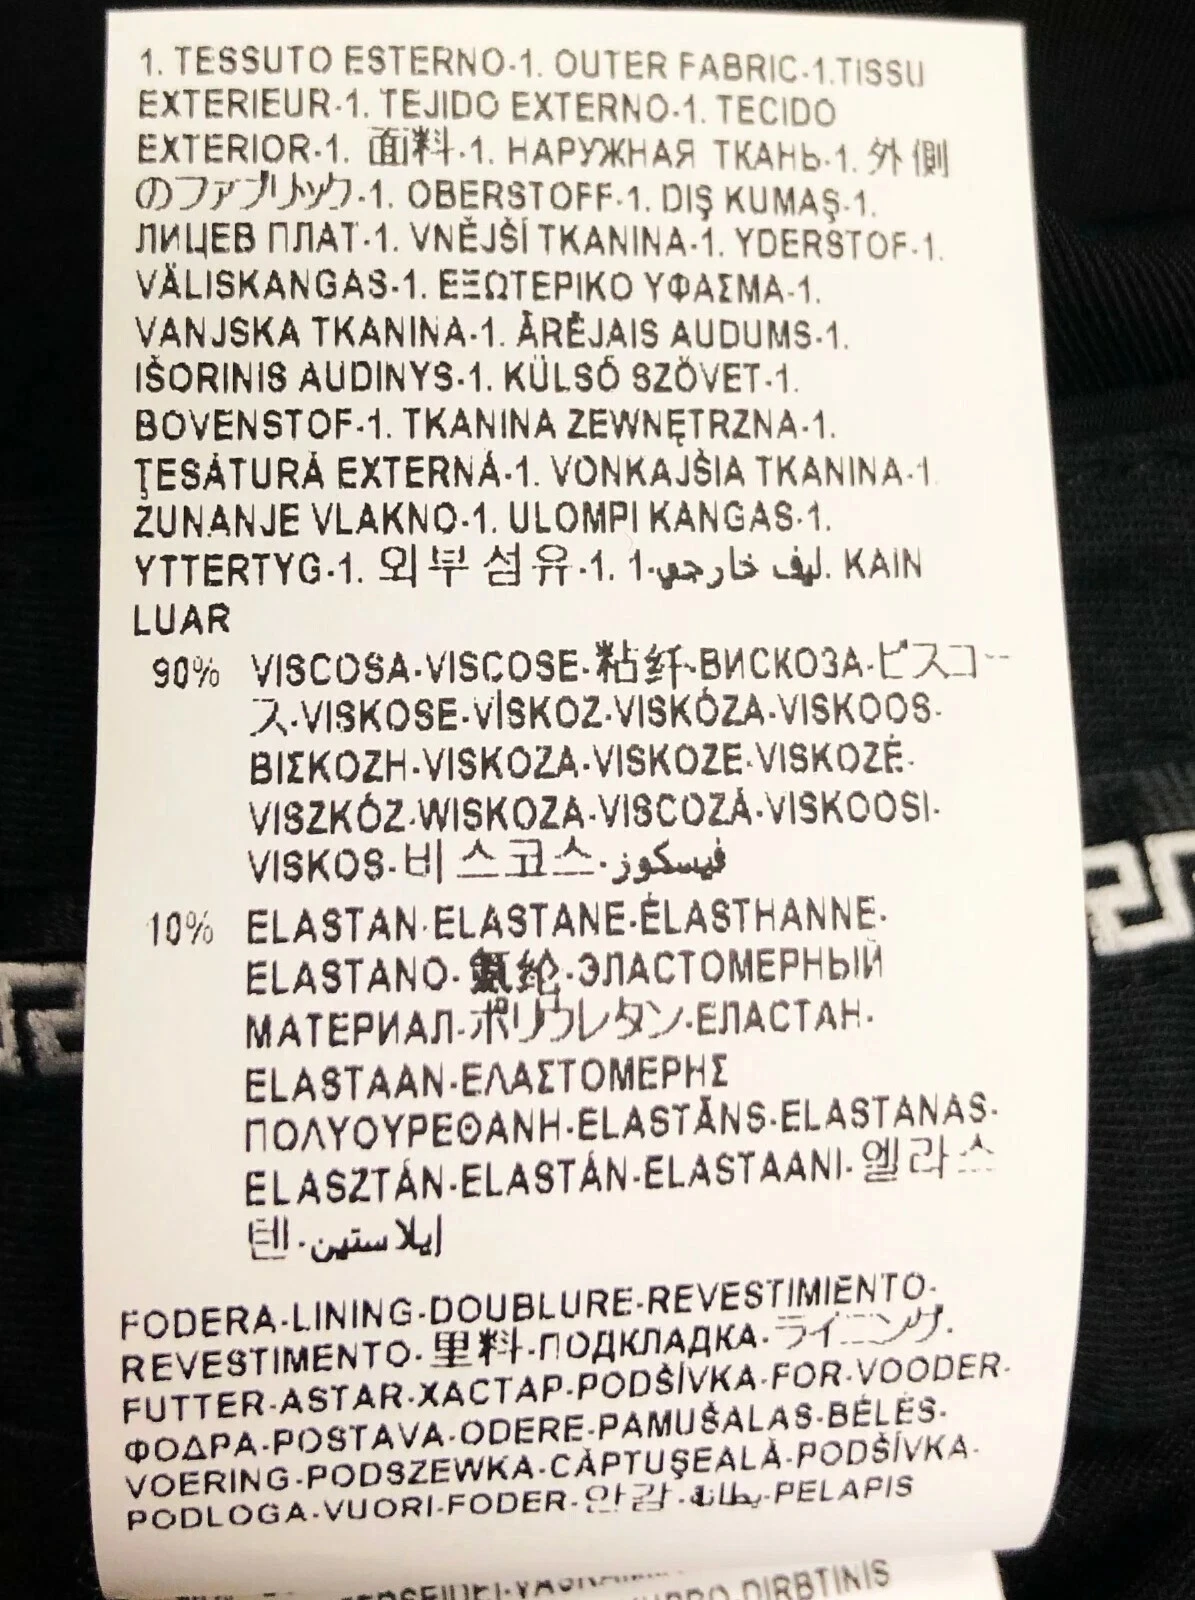 1. TESSUTO ESTERNO-1. OUTER FABRIC-1.TISSU
EXTERIEUR-1. TEJIDO EXTERNO-1. TECIDO
EXTERIOR-1. 面料-1. НАРУЖНАЯ ТКАНЬ-1. 外側
のファブリック-1. OBERSTOFF-1. DIŞ KUMAŞ-1.
ЛИЦЕВ ПЛАТ-1. VNĚJŠÍ TKANINA-1. YDERSTOF-1.
VÄLISKANGAS-1. ΕΞΩΤΕΡΙΚΟ ΥΦΑΣΜΑ-1.
VANJSKA TKANINA-1. ĀRĒJAIS AUDUMS-1.
IŠORINIS AUDINYS-1. KÜLSŐ SZÖVET-1.
BOVENSTOF-1. TKANINA ZEWNĘTRZNA-1.
ŢESĂTURĂ EXTERNĂ-1. VONKAJŠIA TKANINA-1.
ZUNANJE VLAKNO-1. ULOMPI KANGAS-1.
YTTERTYG-1. 외부 섬유-1. 1-ليف خارجي. KAIN
LUAR
90% VISCOSA-VISCOSE-粘纤-ВИСКОЗА-ビスコー
ス-VISKOSE-VİSKOZ-VISKÓZA-VISKOOS-
ΒΙΣΚΟΖΗ-VISKOZA-VISKOZE-VISKOZĖ-
VISZKÓZ-WISKOZA-VISCOZĂ-VISKOOSI-
VISKOS-비스코스-فيسكوز
10% ELASTAN-ELASTANE-ÉLASTHANNE-
ELASTANO-氨纶-ЭЛАСТОМЕРНЫЙ
МАТЕРИАЛ-ポリウレタン-ЕЛАСТАН-
ELASTAAN-ΕΛΑΣΤΟΜΕΡΗΣ
ΠΟΛΥΟΥΡΕΘΑΝΗ-ELASTĀNS-ELASTANAS-
ELASZTÁN-ELASTÁN-ELASTAANI-엘라스
텐-إيلاستين
FODERA-LINING-DOUBLURE-REVESTIMIENTO-
REVESTIMENTO-里料-ПОДКЛАДКА-ライニング-
FUTTER-ASTAR-ХАСТАР-PODŠÍVKA-FOR-VOODER-
ΦΟΔΡΑ-POSTAVA-ODERE-PAMUŠALAS-BÉLÉS-
VOERING-PODSZEWKA-CĂPTUŞEALĂ-PODŠÍVKA-
PODLOGA-VUORI-FODER-안감-بطانة-PELAPIS
DIRBTINIS